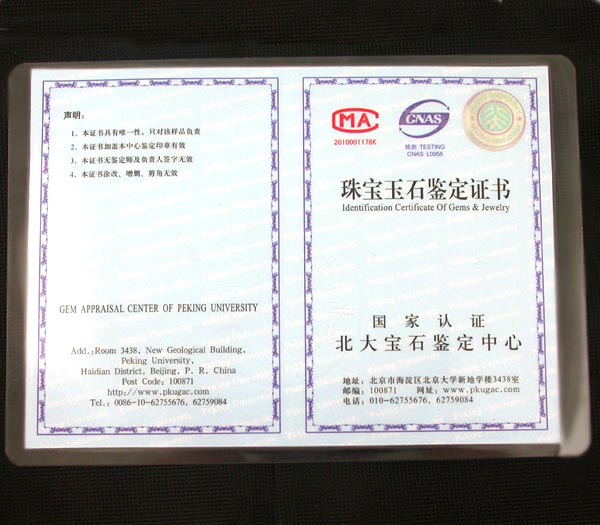 声明:
1. 本证书具有唯一性，只对该样品负责
2. 本证书加盖本中心鉴定印章有效
3. 本证书无鉴定师及负责人签字无效
4. 本证书涂改、增删、剪角无效
GEM APPRAISAL CENTER OF PEKING UNIVERSITY
Add.:Room 3438, New Geological Building,
Peking University,
Haidian District, Beijing, P. R. China
Post Code: 100871
http://www.pkugac.com
Tel.: 0086-10-62755676, 62759084
MA
2010001178K
CNAS
检测 TESTING
CNAS L0958
珠宝玉石鉴定证书
Identification Certificate Of Gems & Jewelry
国家认证
北大宝石鉴定中心
地址: 北京市海淀区北京大学新地学楼3438室
邮编: 100871 网址: www.pkugac.com
电话: 010-62755676, 62759084